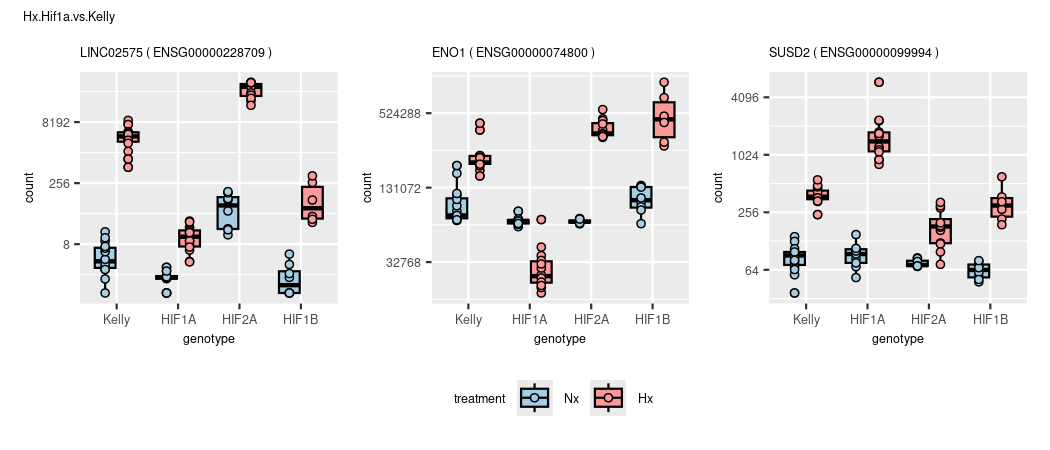 Hx.Hif1a.vs.Kelly
LINC02575 ( ENSG00000228709 )
count
8192
256
8
Kelly
HIF1A
HIF2A
HIF1B
genotype
ENO1 ( ENSG00000074800 )
count
524288
131072
32768
Kelly
HIF1A
HIF2A
HIF1B
genotype
SUSD2 ( ENSG00000099994 )
count
4096
1024
256
64
Kelly
HIF1A
HIF2A
HIF1B
genotype
treatment
Nx
Hx